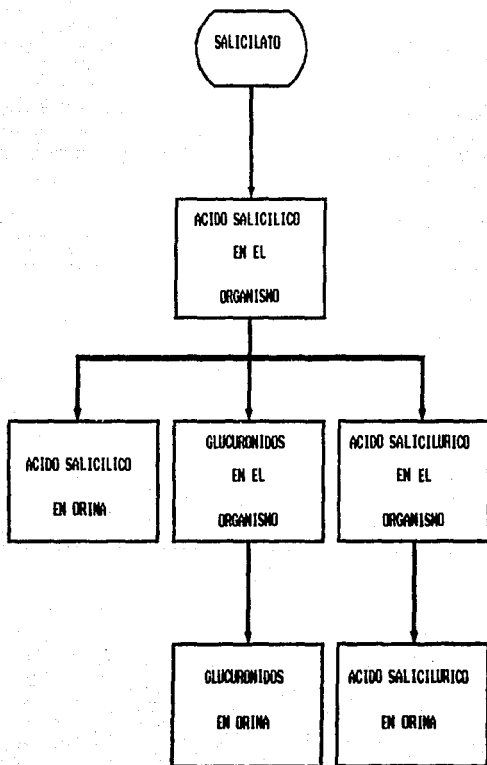 SALICILATO
ACIDO SALICILICO
EN EL
ORGANISMO
ACIDO SALICILICO
EN ORINA
GLUCURONIDOS
EN EL
ORGANISMO
ACIDO SALICILURICO
EN EL
ORGANISMO
GLUCURONIDOS
EN ORINA
ACIDO SALICILURICO
EN ORINA